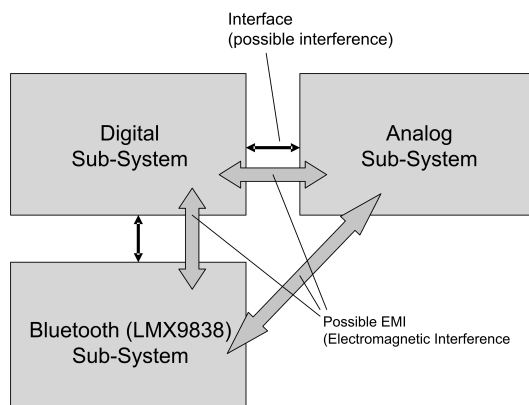 Interface
(possible interference)
Digital
Sub-System
Analog
Sub-System
Bluetooth (LMX9838)
Sub-System
Possible EMI
(Electromagnetic Interference